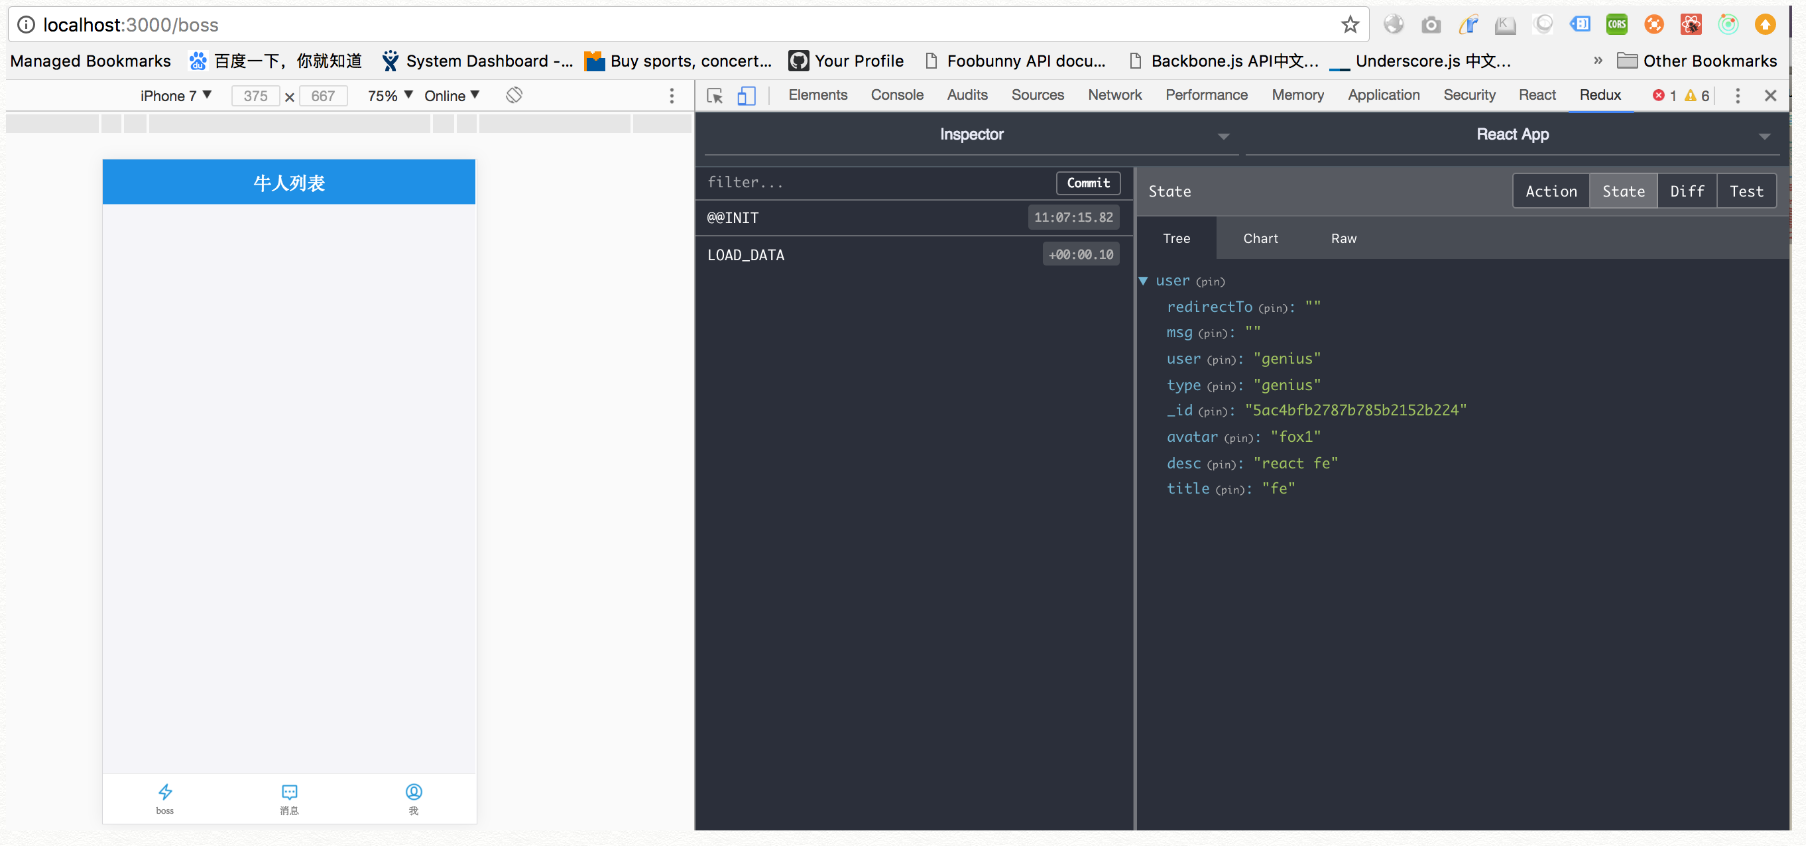 localhost:3000/boss
Managed Bookmarks 百度一下，你就知道 System Dashboard -... Buy sports, concert... Your Profile Foobunny API docu... Backbone.js API中文... Underscore.js 中文... » Other Bookmarks
iPhone 7 ▼ 375 × 667 75% ▼ Online ▼
Elements Console Audits Sources Network Performance Memory Application Security React Redux 1 6
Inspector React App
牛人列表
filter... Commit
@@INIT 11:07:15.82
LOAD_DATA +00:00.10
State Action State Diff Test
Tree Chart Raw
user (pin)
redirectTo (pin): ""
msg (pin): ""
user (pin): "genius"
type (pin): "genius"
_id (pin): "5ac4bfb2787b785b2152b224"
avatar (pin): "fox1"
desc (pin): "react fe"
title (pin): "fe"
boss 消息 我